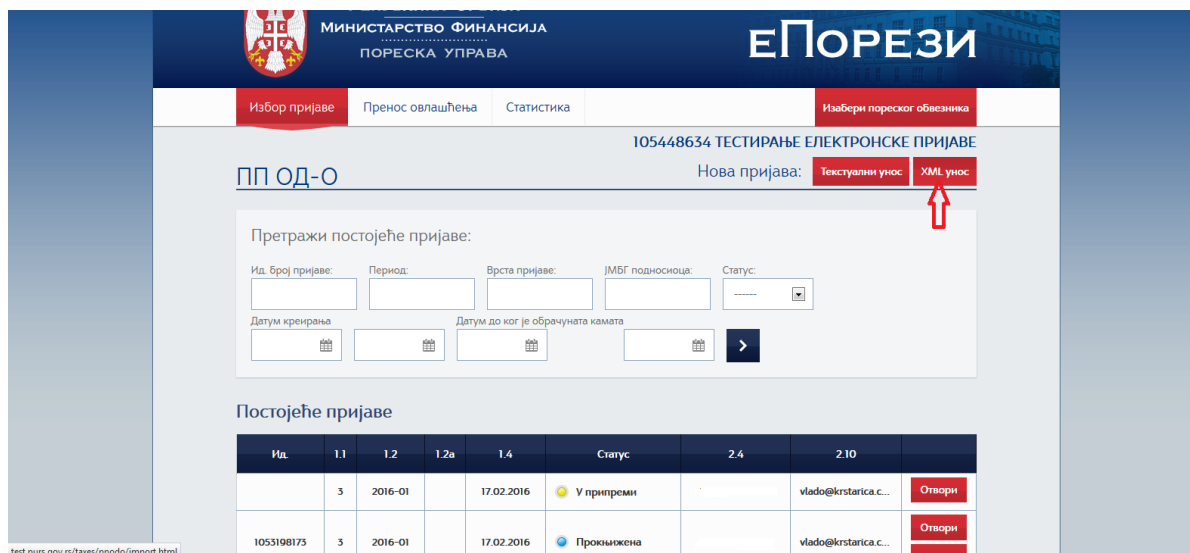 Министарство Финансија
ПОРЕСКА УПРАВА
ЕПОРЕЗИ
Избор пријаве
Пренос овлашћења
Статистика
Изабери пореског обвезника
105448634 ТЕСТИРАЊЕ ЕЛЕКТРОНСКЕ ПРИЈАВЕ
ПП ОД-О
Нова пријава:
Текстуални унос
XML унос
Претражи постојеће пријаве:
Ид. број пријаве:
Период:
Врста пријаве:
ЈМБГ подносиоца:
Статус:
------
Датум креирања
Датум до ког је обрачуната камата
Постојеће пријаве
Ид. 1.1 1.2 1.2а 1.4 Статус 2.4 2.10
3 2016-01 17.02.2016 У припреми vlado@krstarica.c... Отвори
Отвори
1053198173 3 2016-01 17.02.2016 Прокњижена vlado@krstarica.c...
test.purs.gov.rs/taxes/ppodo/import.html